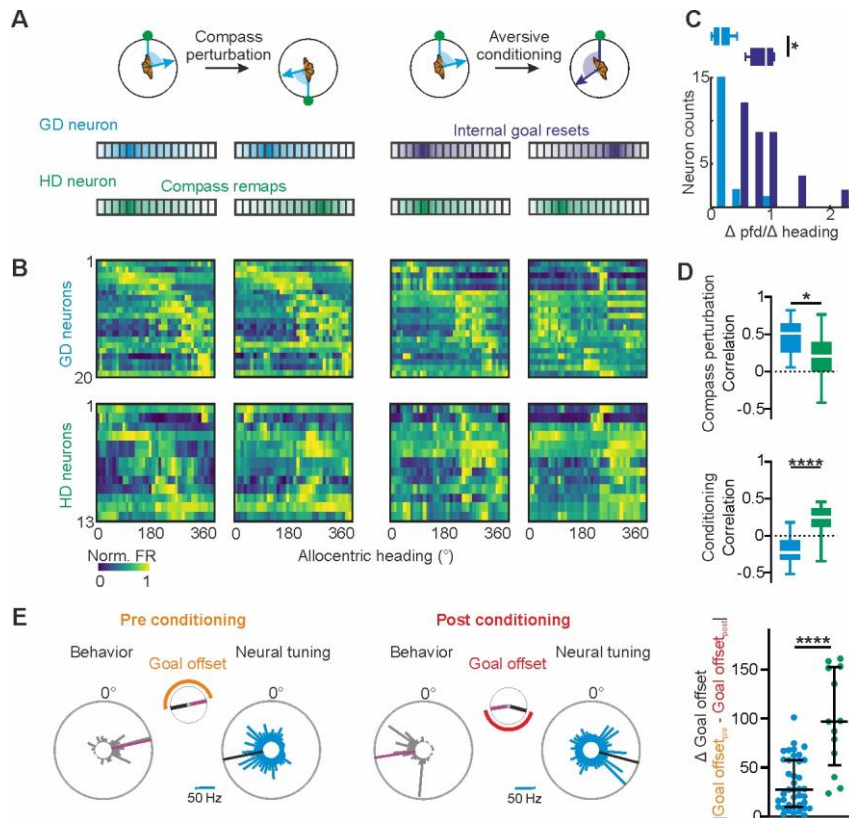 A
Compass
perturbation
Aversive
conditioning
GD neuron
Internal goal resets
HD neuron
Compass remaps
B
1
GD neurons
20
1
HD neurons
13
0 180 360 0 180 360 0 180 360 0 180 360
Norm. FR
0 1
Allocentric heading (°)
C
*
15
Neuron counts
0 1 2
Δ pfd/Δ heading
D
Compass perturbation
Correlation
1
0.5
0
-0.5
*
Conditioning
Correlation
1
0.5
0
-0.5
****
E
Pre conditioning
Behavior
Goal offset
Neural tuning
0°
0°
50 Hz
Post conditioning
Behavior
Goal offset
Neural tuning
0°
0°
50 Hz
Δ Goal offset
|Goal offsetpre - Goal offsetpost|
****
150
100
50
0